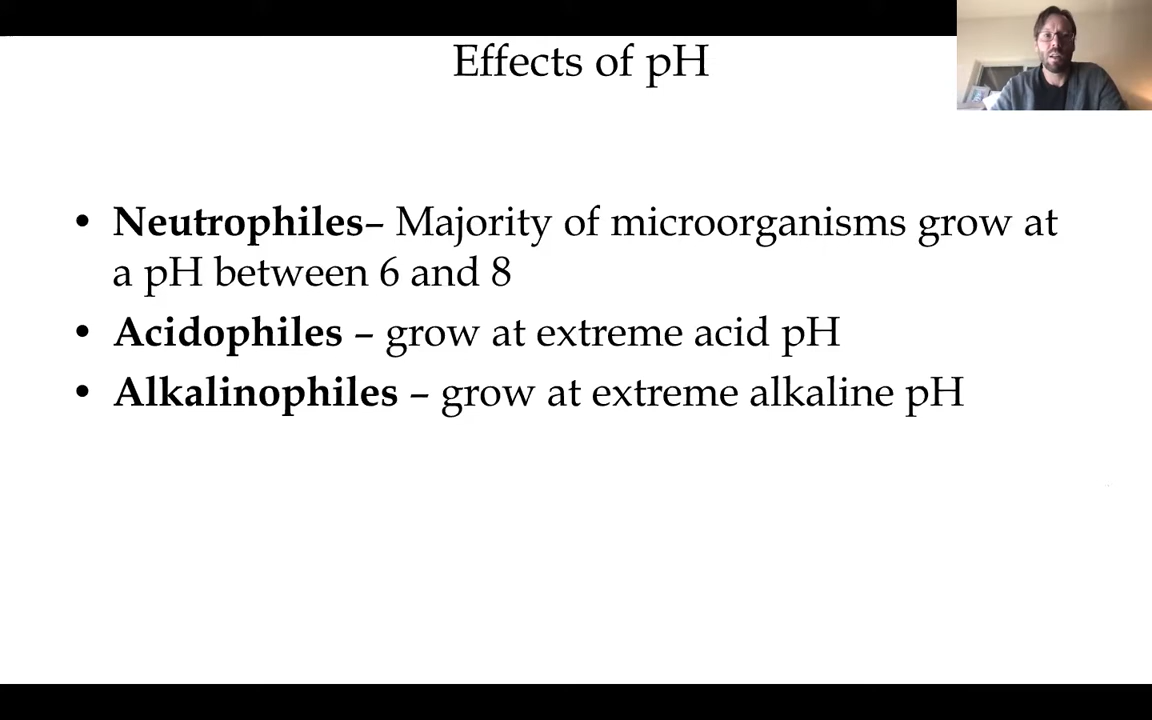 Effects of pH
• Neutrophiles– Majority of microorganisms grow at
a pH between 6 and 8
• Acidophiles – grow at extreme acid pH
• Alkalinophiles – grow at extreme alkaline pH